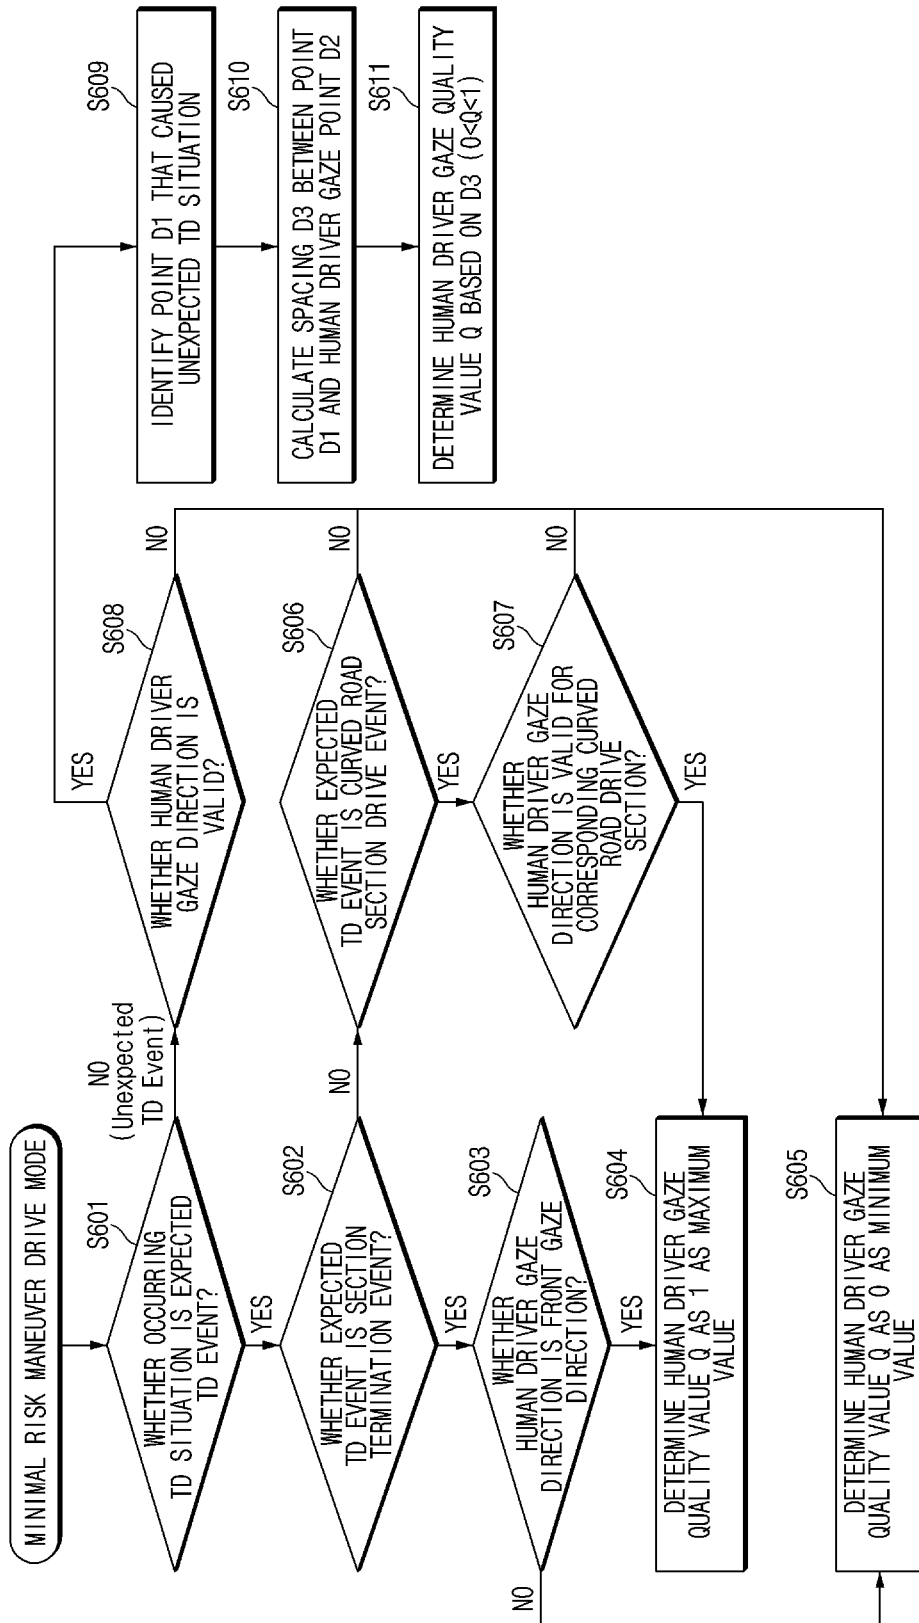 MINIMAL RISK MANEUVER DRIVE MODE
S601
WHETHER OCCURRING
TD SITUATION IS EXPECTED
TD EVENT?
NO
(Unexpected
TD Event)
YES
S602
WHETHER EXPECTED
TD EVENT IS SECTION
TERMINATION EVENT?
NO
YES
S603
WHETHER
HUMAN DRIVER GAZE
DIRECTION IS FRONT GAZE
DIRECTION?
NO
YES
S604
DETERMINE HUMAN DRIVER GAZE
QUALITY VALUE Q AS 1 AS MAXIMUM
VALUE
S605
DETERMINE HUMAN DRIVER GAZE
QUALITY VALUE Q AS 0 AS MINIMUM
VALUE
S608
WHETHER HUMAN DRIVER
GAZE DIRECTION IS
VALID?
YES
NO
S606
WHETHER EXPECTED
TD EVENT IS CURVED ROAD
SECTION DRIVE EVENT?
NO
YES
S607
WHETHER
HUMAN DRIVER GAZE
DIRECTION IS VALID FOR
CORRESPONDING CURVED
ROAD DRIVE
SECTION?
NO
YES
S609
IDENTIFY POINT D1 THAT CAUSED
UNEXPECTED TD SITUATION
S610
CALCULATE SPACING D3 BETWEEN POINT
D1 AND HUMAN DRIVER GAZE POINT D2
S611
DETERMINE HUMAN DRIVER GAZE QUALITY
VALUE Q BASED ON D3 (0<Q<1)